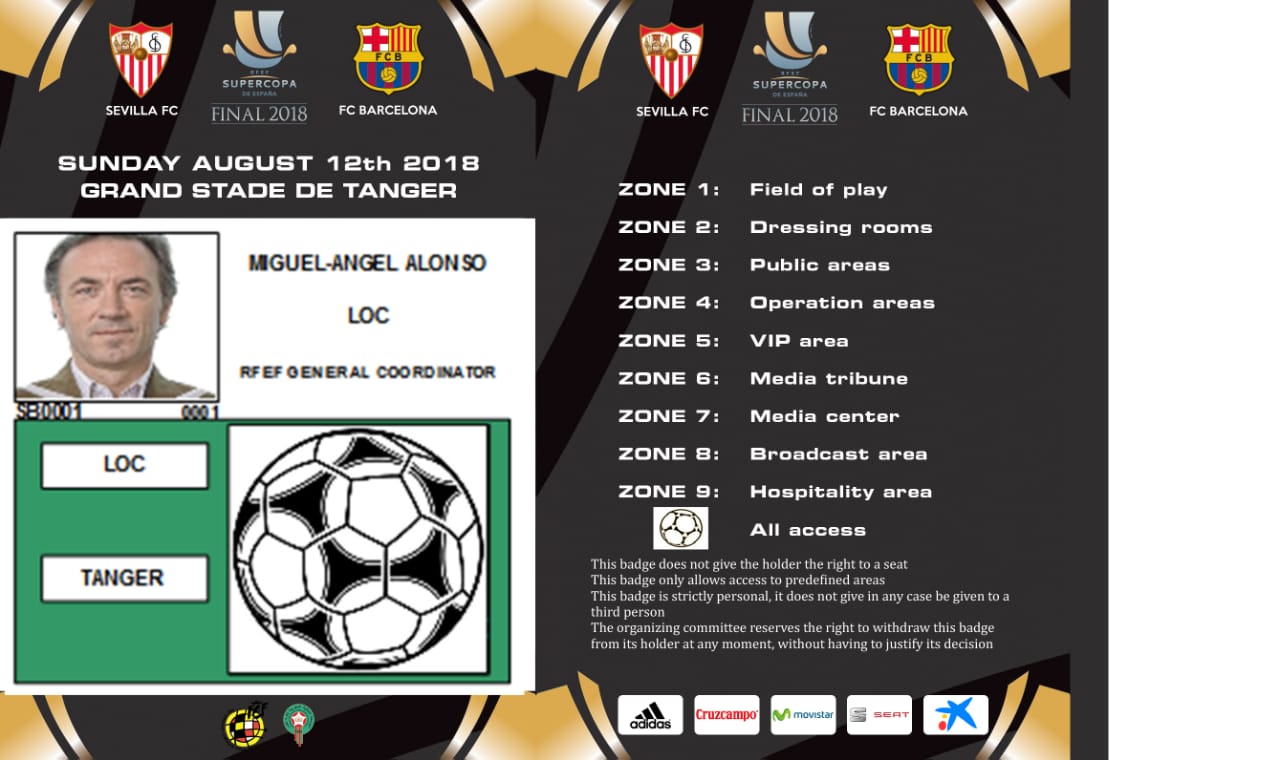 SEVILLA FC
RFEF
SUPERCOPA
DE ESPAÑA
FINAL 2018
FCB
FC BARCELONA
SUNDAY AUGUST 12th 2018
GRAND STADE DE TANGER
MIGUEL-ANGEL ALONSO
LOC
RFEF GENERAL COORDINATOR
SB0001 0001
LOC
TANGER
SEVILLA FC
RFEF
SUPERCOPA
DE ESPAÑA
FINAL 2018
FCB
FC BARCELONA
ZONE 1: Field of play
ZONE 2: Dressing rooms
ZONE 3: Public areas
ZONE 4: Operation areas
ZONE 5: VIP area
ZONE 6: Media tribune
ZONE 7: Media center
ZONE 8: Broadcast area
ZONE 9: Hospitality area
All access
This badge does not give the holder the right to a seat
This badge only allows access to predefined areas
This badge is strictly personal, it does not give in any case be given to a
third person
The organizing committee reserves the right to withdraw this badge
from its holder at any moment, without having to justify its decision
adidas Cruzcampo movistar SEAT